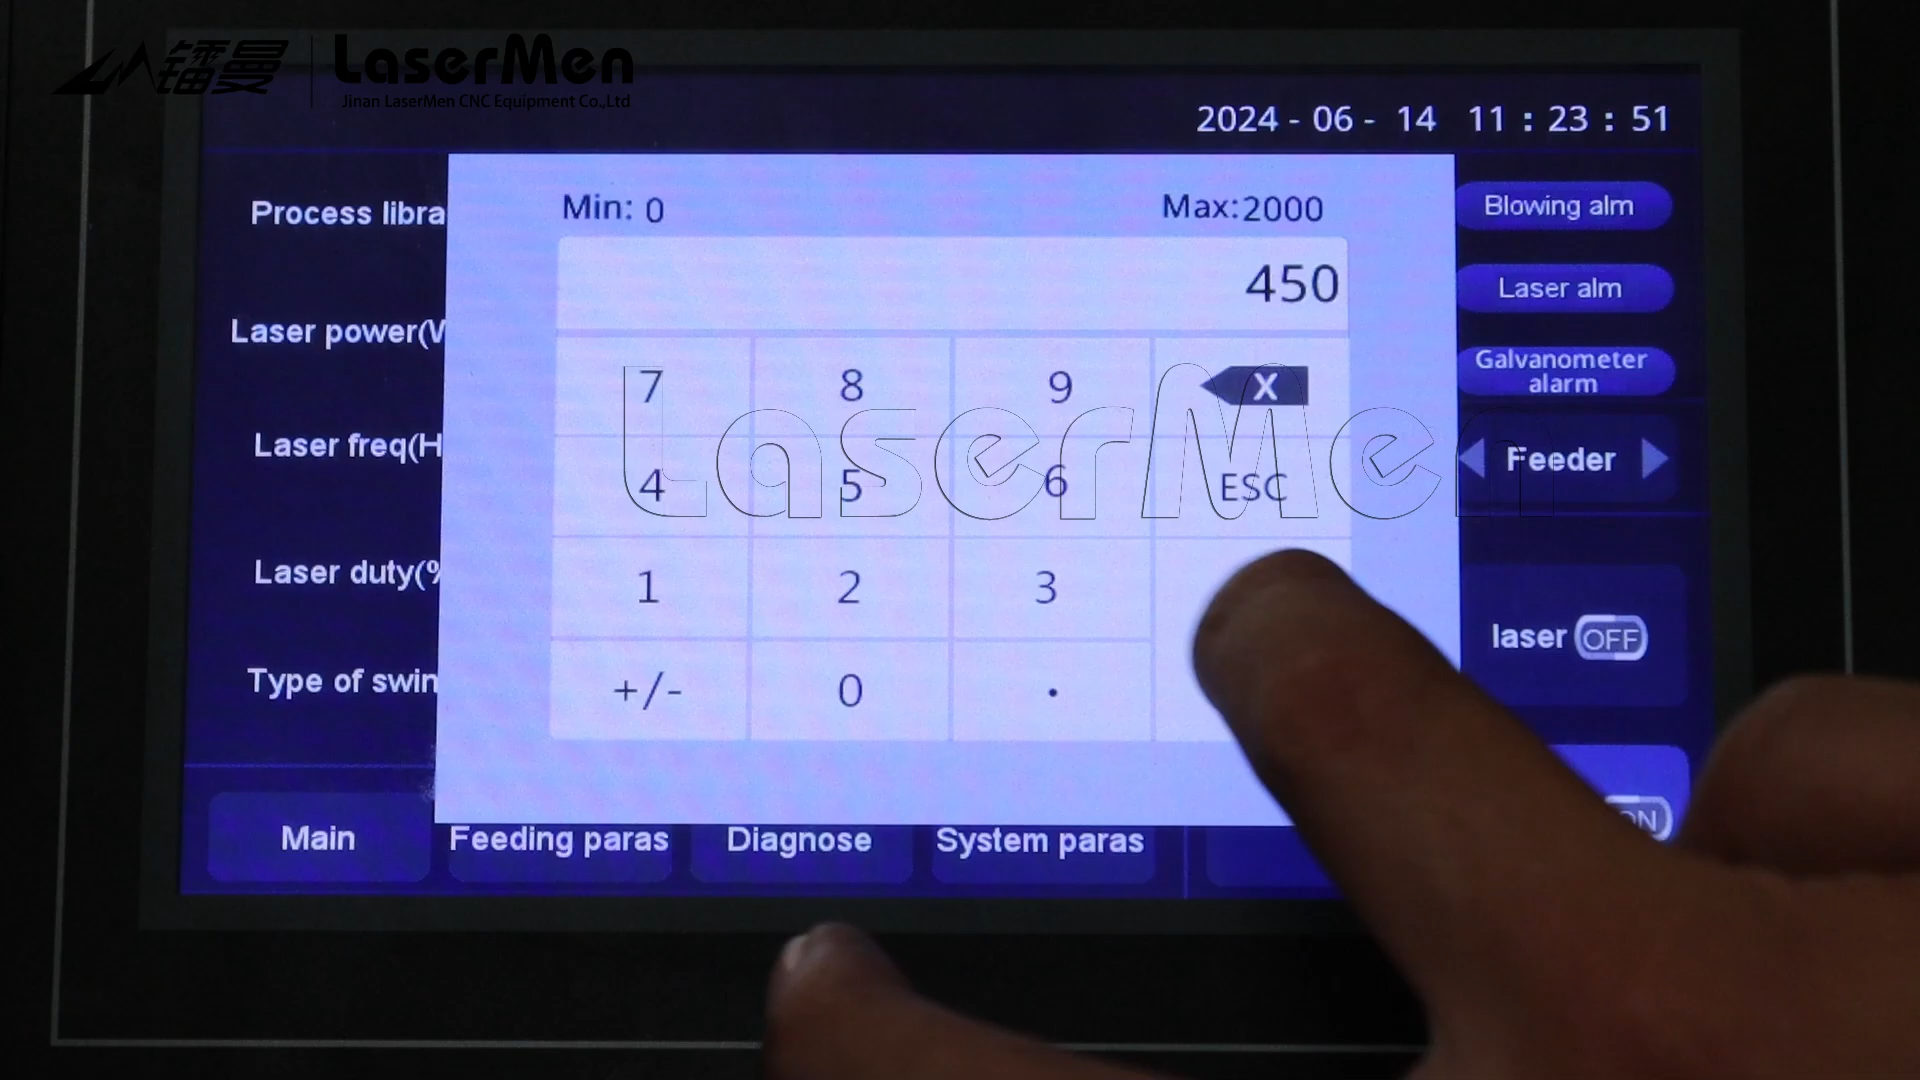 镭曼 LaserMen
Jinan LaserMen CNC Equipment Co.,Ltd
2024 - 06 - 14 11 : 23 : 51
Process libra
Min: 0 Max:2000
Blowing alm
450
Laser alm
Laser power(W
7 8 9 X
Galvanometer
alarm
LaserMen
Laser freq(H
4 5 6 ESC
Feeder
Laser duty(%
1 2 3
laser OFF
Type of swin
+/- 0 .
ON
Main Feeding paras Diagnose System paras